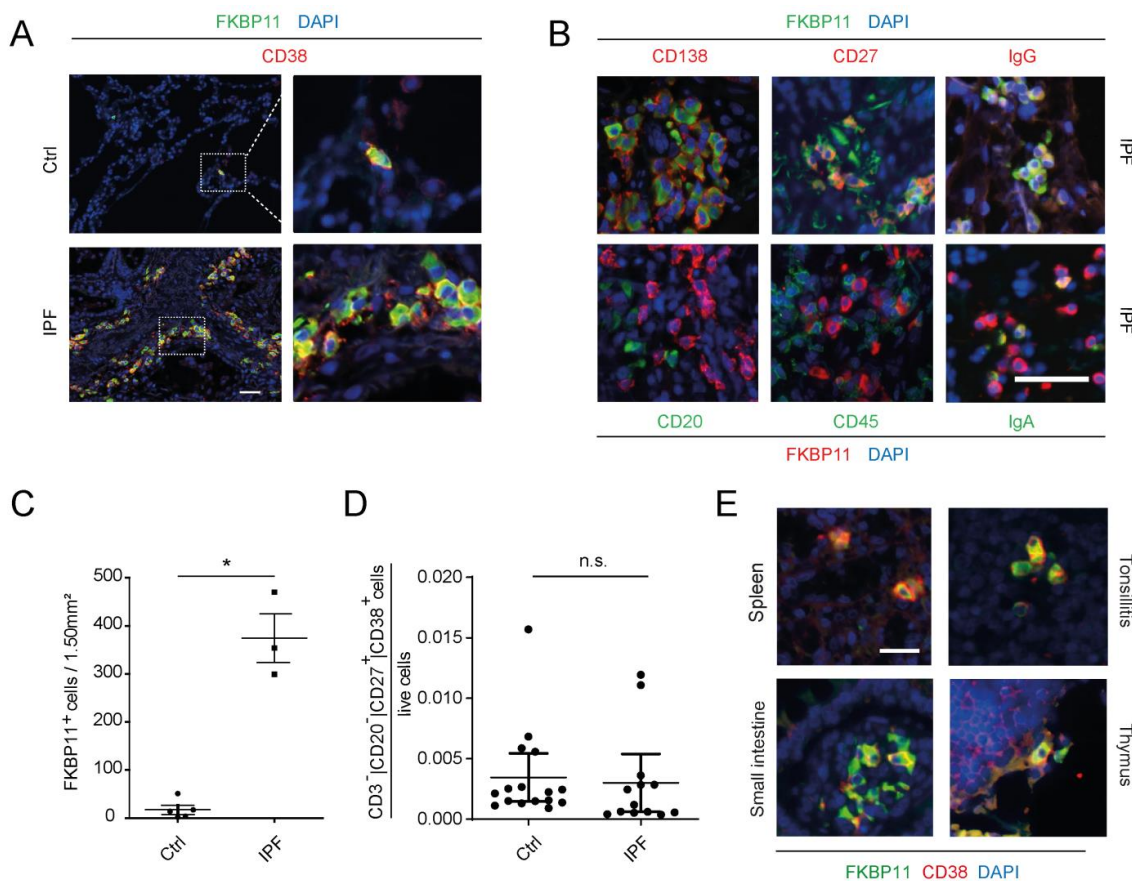 A
FKBP11 DAPI
CD38
Ctrl
IPF
B
FKBP11 DAPI
CD138 CD27 IgG
IPF
IPF
CD20 CD45 IgA
FKBP11 DAPI
C
FKBP11⁺ cells / 1.50mm²
500
400
300
200
100
0
*
Ctrl IPF
D
CD3⁻|CD20⁻|CD27⁺|CD38⁺cells
live cells
0.020
0.015
0.010
0.005
0.000
n.s.
Ctrl IPF
E
Spleen
Tonsillitis
Small intestine
Thymus
FKBP11 CD38 DAPI